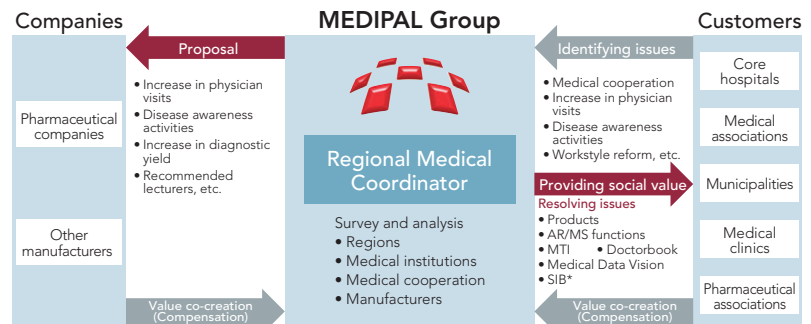 Companies
MEDIPAL Group
Customers
Proposal
• Increase in physician
visits
• Disease awareness
activities
• Increase in diagnostic
yield
• Recommended
lecturers, etc.
Pharmaceutical
companies
Other
manufacturers
Value co-creation
(Compensation)
Regional Medical
Coordinator
Survey and analysis
• Regions
• Medical institutions
• Medical cooperation
• Manufacturers
Identifying issues
• Medical cooperation
• Increase in physician
visits
• Disease awareness
activities
• Workstyle reform, etc.
Providing social value
Resolving issues
• Products
• AR/MS functions
• MTI • Doctorbook
• Medical Data Vision
• SIB*
Value co-creation
(Compensation)
Core
hospitals
Medical
associations
Municipalities
Medical
clinics
Pharmaceutical
associations